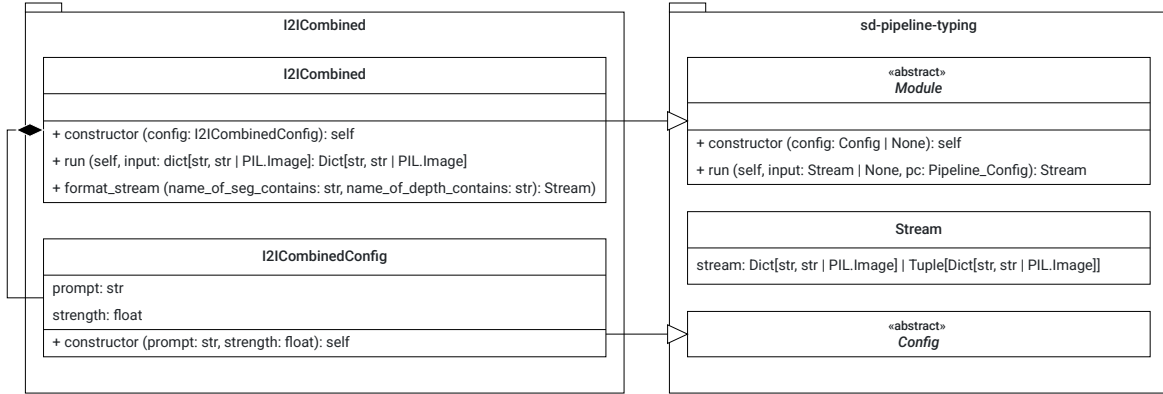 I2ICombined
I2ICombined
+ constructor (config: I2ICombinedConfig): self
+ run (self, input: dict[str, str | PIL.Image]: Dict[str, str | PIL.Image]
+ format_stream (name_of_seg_contains: str, name_of_depth_contains: str): Stream)
I2ICombinedConfig
prompt: str
strength: float
+ constructor (prompt: str, strength: float): self
sd-pipeline-typing
«abstract»
Module
+ constructor (config: Config | None): self
+ run (self, input: Stream | None, pc: Pipeline_Config): Stream
Stream
stream: Dict[str, str | PIL.Image] | Tuple[Dict[str, str | PIL.Image]]
«abstract»
Config